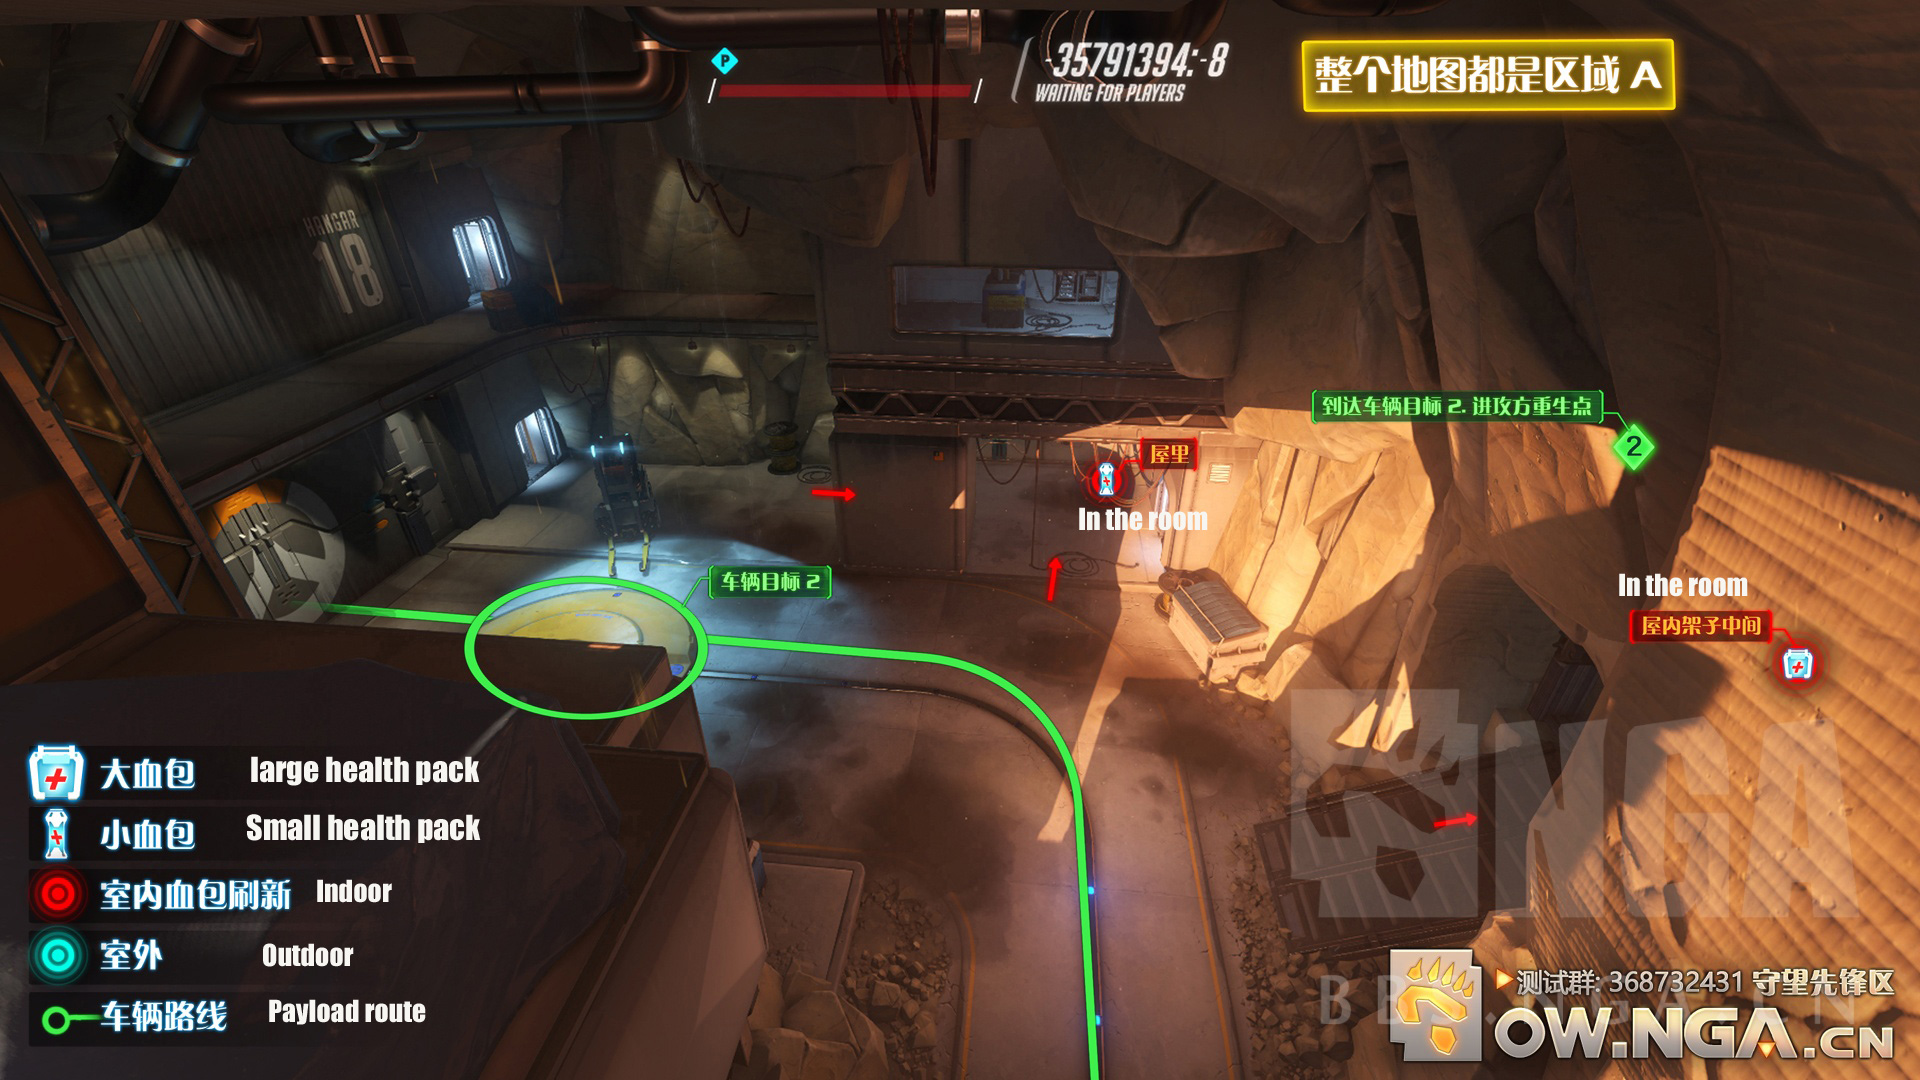 P
-35791394:-8
WAITING FOR PLAYERS
整个地图都是区域 A
HANGAR
18
到达车辆目标 2. 进攻方重生点
2
屋里
In the room
车辆目标 2
In the room
屋内架子中间
大血包 large health pack
小血包 Small health pack
室内血包刷新 Indoor
室外 Outdoor
车辆路线 Payload route
NGA
测试群: 368732431 守望先锋区
OW.NGA.CN